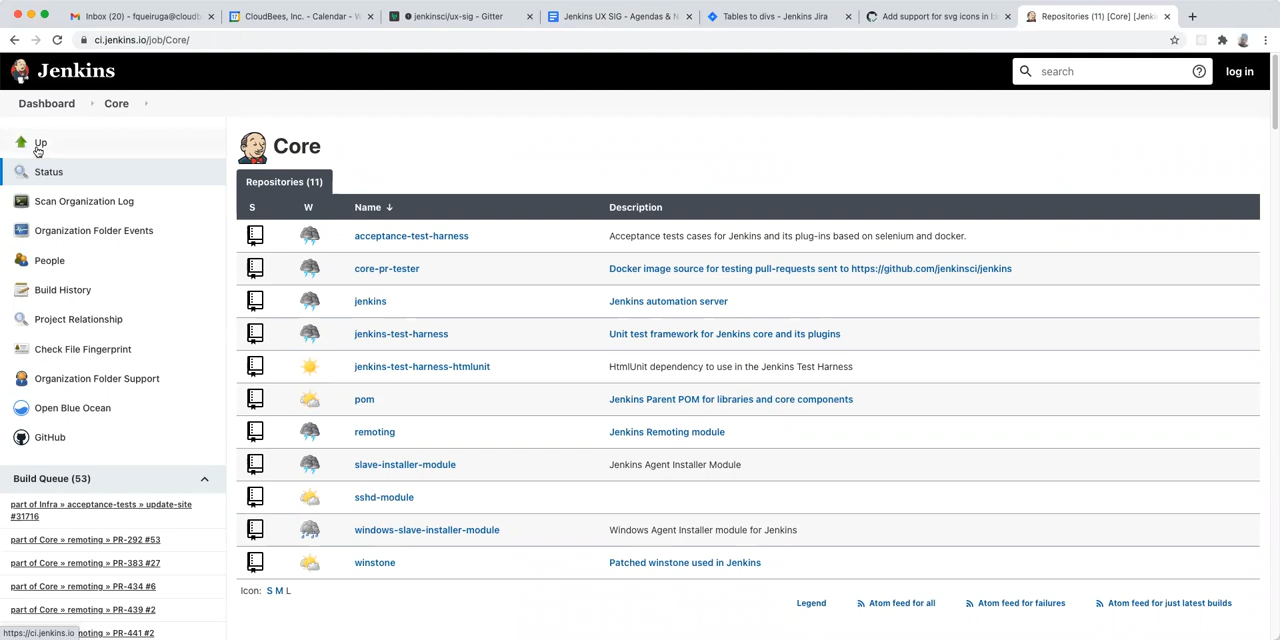 Inbox (20) - fqueiruga@cloudb
CloudBees, Inc. - Calendar - W
jenkinsci/ux-sig - Gitter
Jenkins UX SIG - Agendas & N
Tables to divs - Jenkins Jira
Add support for svg icons in
Repositories (11) [Core] [Jenki
ci.jenkins.io/job/Core/
Jenkins
search
log in
Dashboard
Core
Up
Status
Scan Organization Log
Organization Folder Events
People
Build History
Project Relationship
Check File Fingerprint
Organization Folder Support
Open Blue Ocean
GitHub
Build Queue (53)
part of Infra » acceptance-tests » update-site
#31716
part of Core » remoting » PR-292 #53
part of Core » remoting » PR-383 #27
part of Core » remoting » PR-434 #6
part of Core » remoting » PR-439 #2
https://ci.jenkins.io
moting » PR-441 #2
Core
Repositories (11)
S W Name ↓ Description
acceptance-test-harness Acceptance tests cases for Jenkins and its plug-ins based on selenium and docker.
core-pr-tester Docker image source for testing pull-requests sent to https://github.com/jenkinsci/jenkins
jenkins Jenkins automation server
jenkins-test-harness Unit test framework for Jenkins core and its plugins
jenkins-test-harness-htmlunit HtmlUnit dependency to use in the Jenkins Test Harness
pom Jenkins Parent POM for libraries and core components
remoting Jenkins Remoting module
slave-installer-module Jenkins Agent Installer Module
sshd-module
windows-slave-installer-module Windows Agent Installer module for Jenkins
winstone Patched winstone used in Jenkins
Icon: S M L
Legend Atom feed for all Atom feed for failures Atom feed for just latest builds